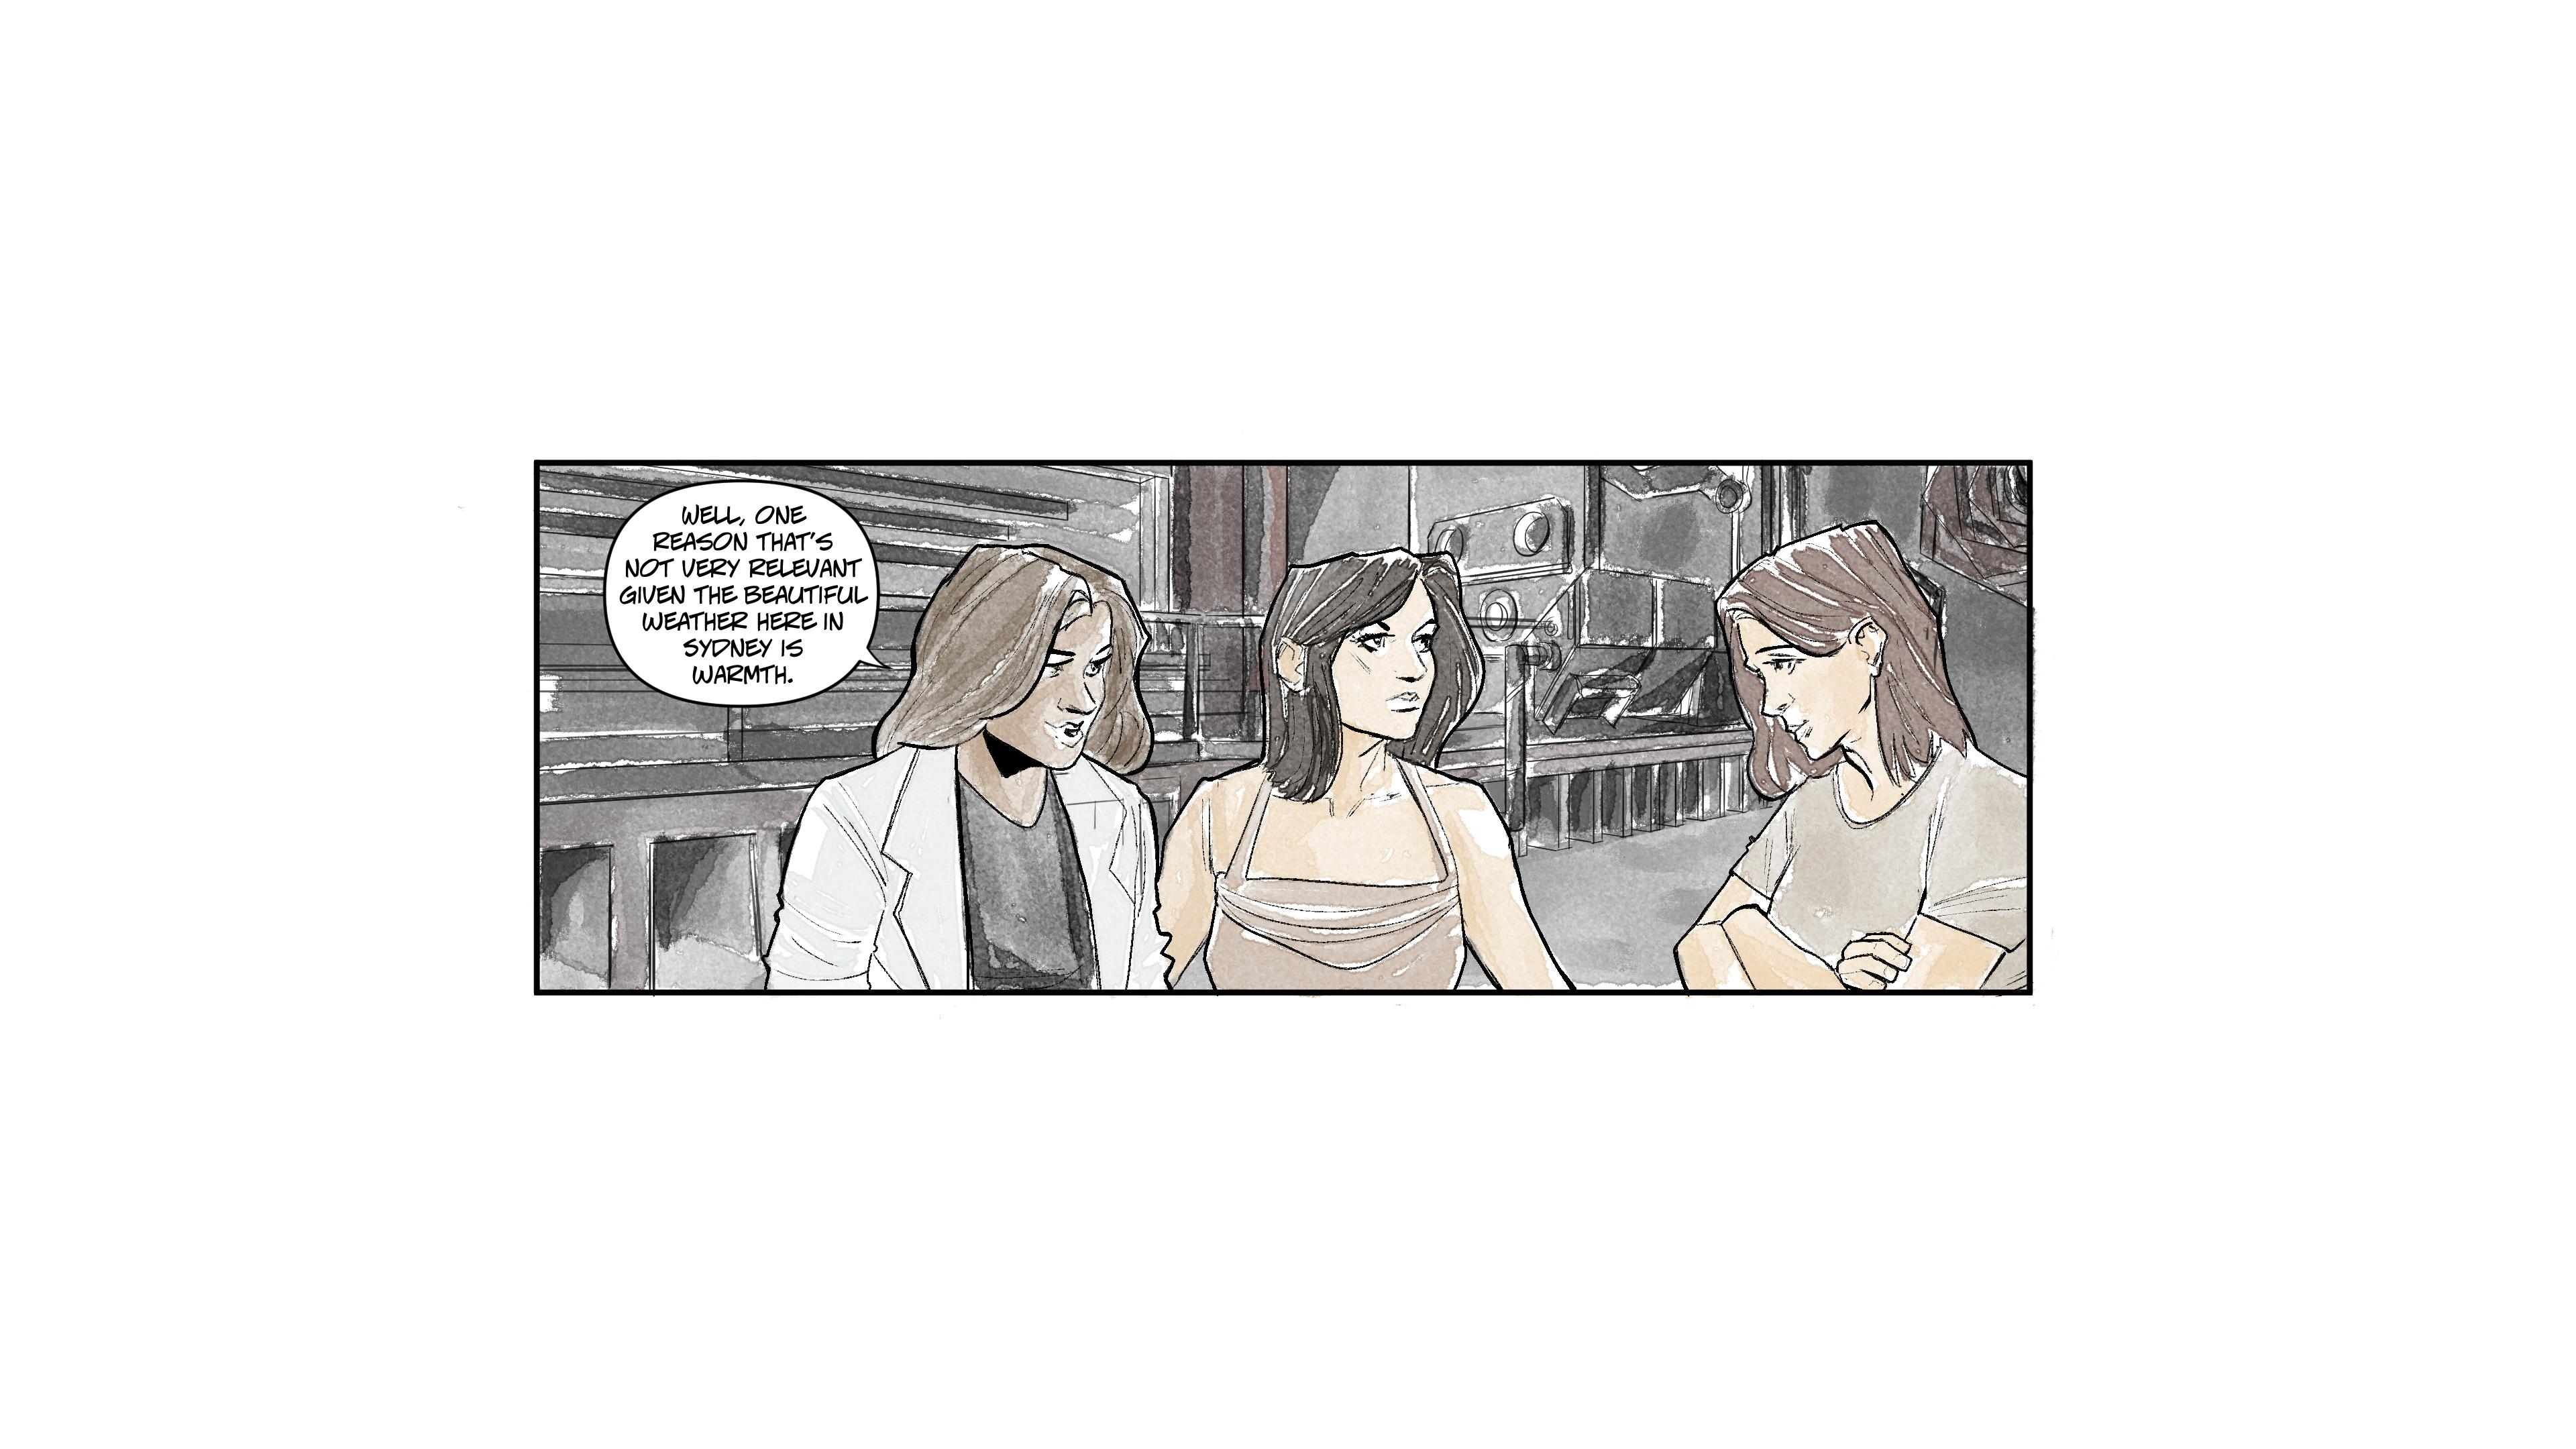 WELL, ONE
REASON THAT'S
NOT VERY RELEVANT
GIVEN THE BEAUTIFUL
WEATHER HERE IN
SYDNEY IS
WARMTH.